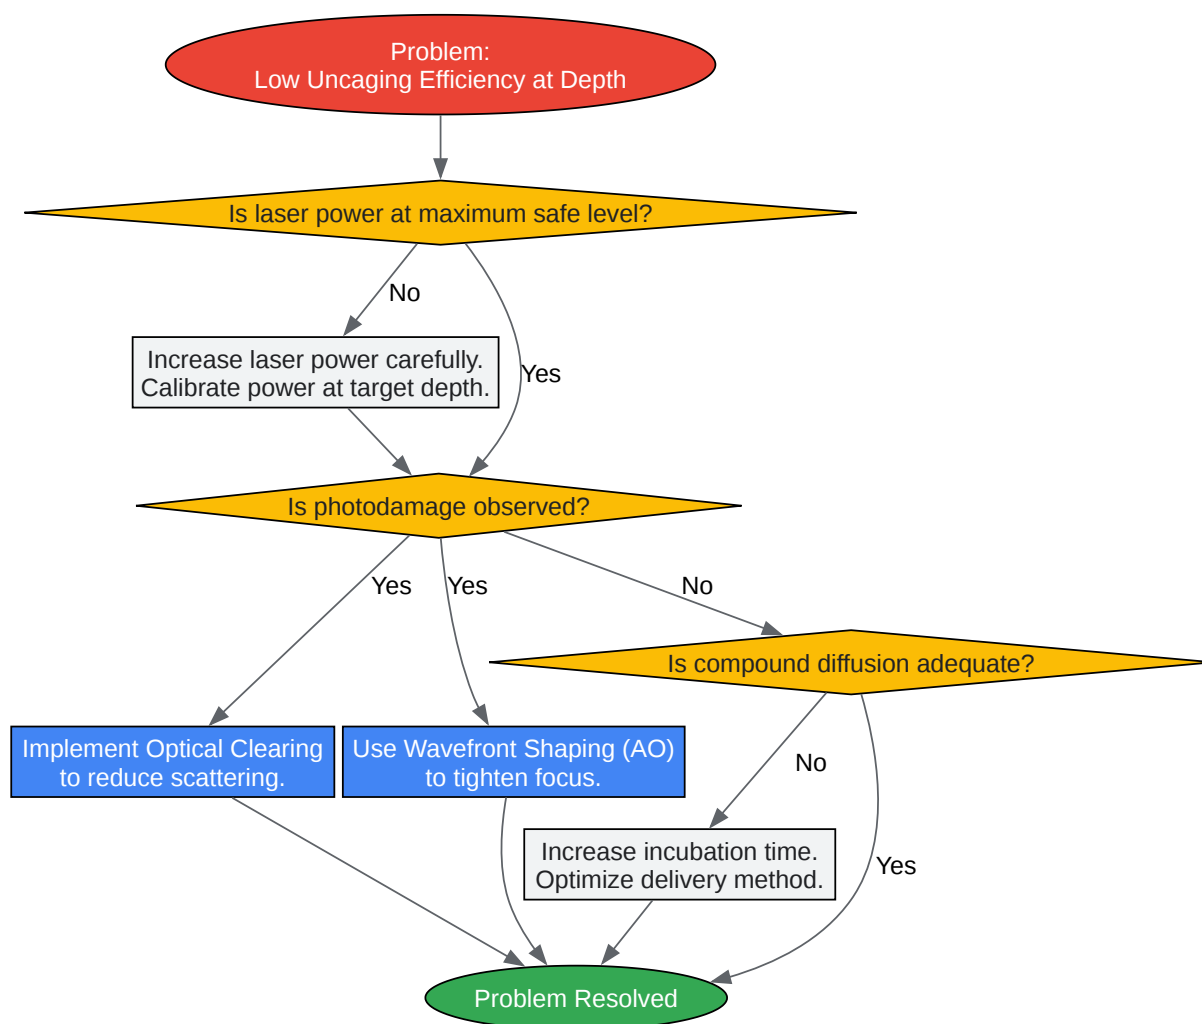 Problem:
Low Uncaging Efficiency at Depth
Is laser power at maximum safe level?
No
Increase laser power carefully.
Calibrate power at target depth.
Yes
Is photodamage observed?
Yes
Yes
No
Is compound diffusion adequate?
Implement Optical Clearing
to reduce scattering.
Use Wavefront Shaping (AO)
to tighten focus.
No
Increase incubation time.
Optimize delivery method.
Yes
Problem Resolved